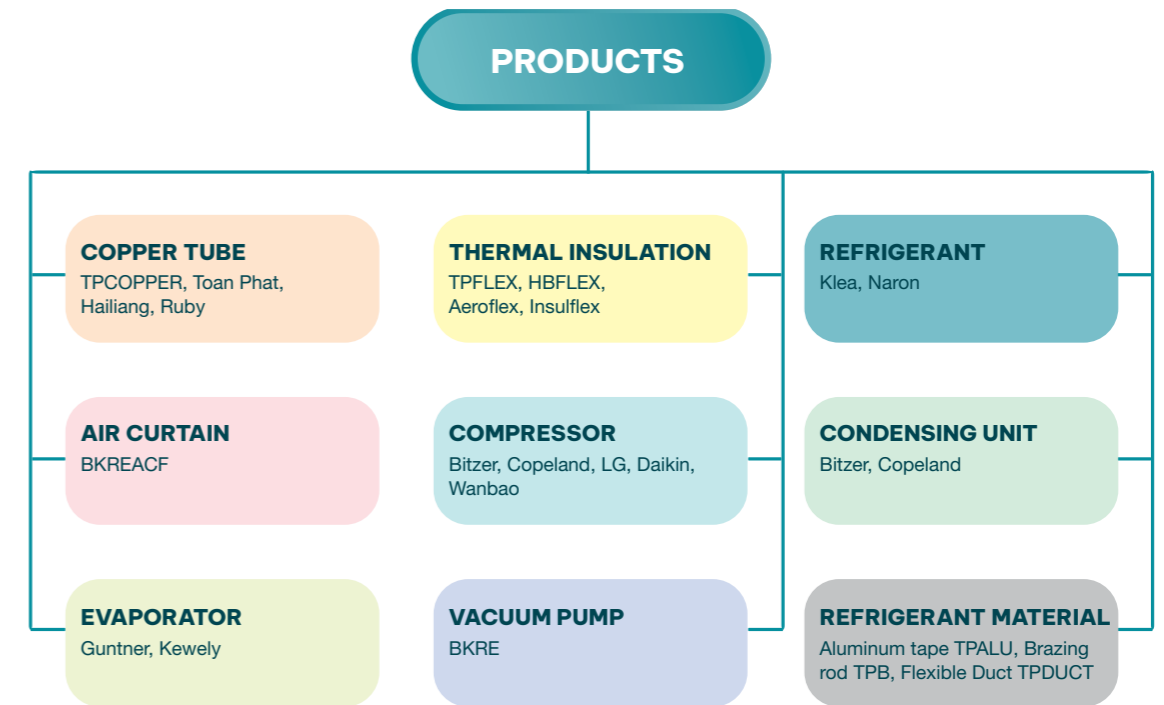 PRODUCTS
COPPER TUBE
TPCOPPER, Toan Phat,
Hailiang, Ruby
THERMAL INSULATION
TPFLEX, HBFLEX,
Aeroflex, Insulflex
REFRIGERANT
Klea, Naron
AIR CURTAIN
BKREACF
COMPRESSOR
Bitzer, Copeland, LG, Daikin,
Wanbao
CONDENSING UNIT
Bitzer, Copeland
EVAPORATOR
Guntner, Kewely
VACUUM PUMP
BKRE
REFRIGERANT MATERIAL
Aluminum tape TPALU, Brazing
rod TPB, Flexible Duct TPDUCT